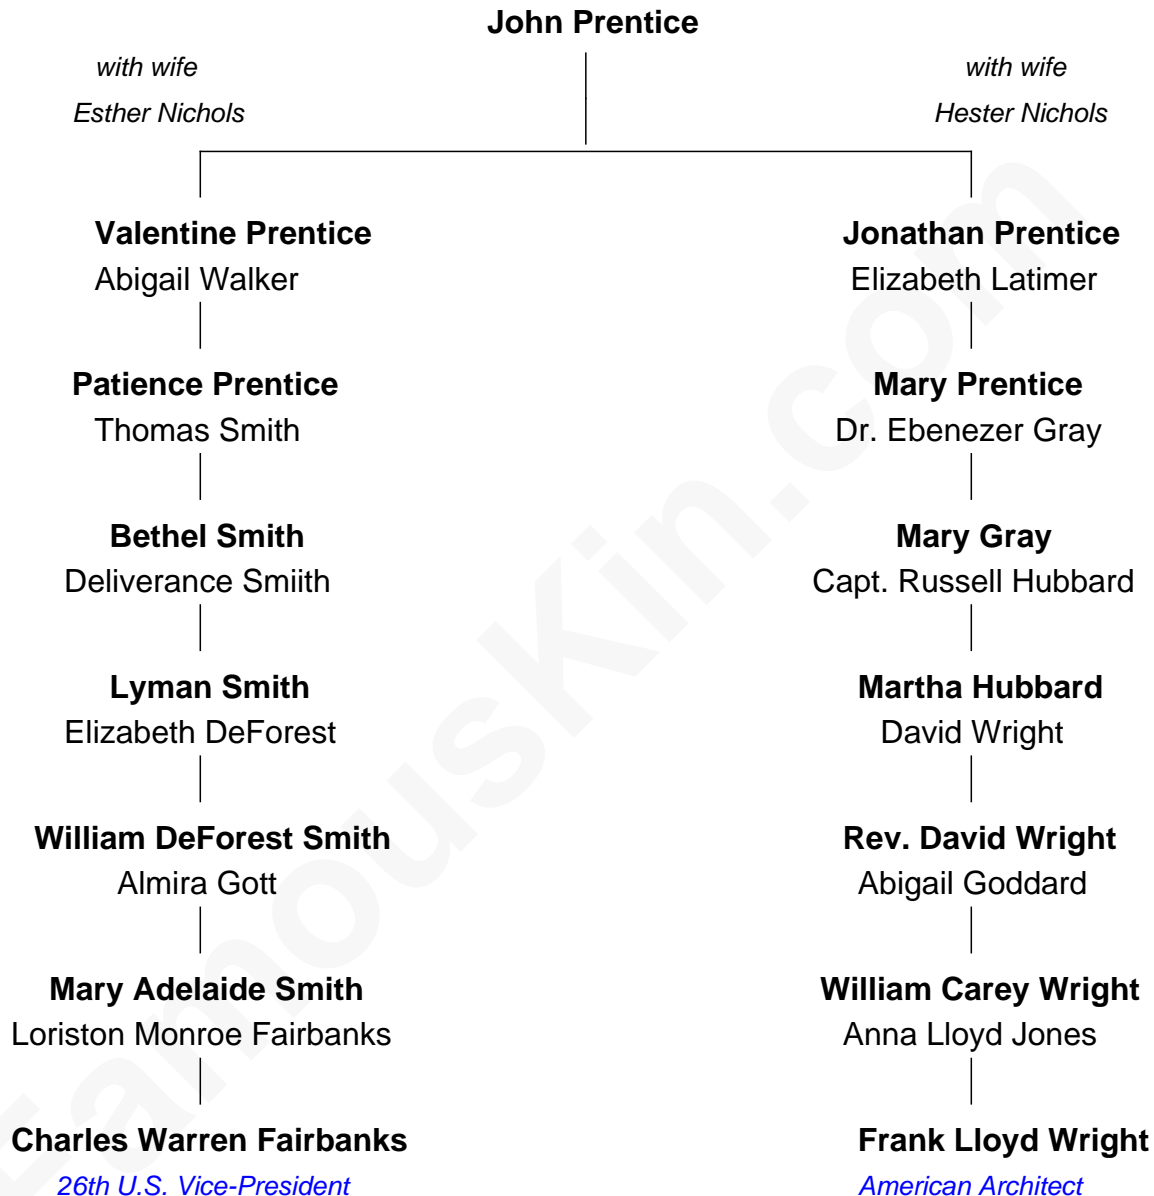 John Prentice
with wife
Esther Nichols
with wife
Hester Nichols
Valentine Prentice
Abigail Walker
Jonathan Prentice
Elizabeth Latimer
Patience Prentice
Thomas Smith
Mary Prentice
Dr. Ebenezer Gray
Bethel Smith
Deliverance Smiith
Mary Gray
Capt. Russell Hubbard
Lyman Smith
Elizabeth DeForest
Martha Hubbard
David Wright
William DeForest Smith
Almira Gott
Rev. David Wright
Abigail Goddard
Mary Adelaide Smith
Loriston Monroe Fairbanks
William Carey Wright
Anna Lloyd Jones
Charles Warren Fairbanks
26th U.S. Vice-President
Frank Lloyd Wright
American Architect
FamousKin.com